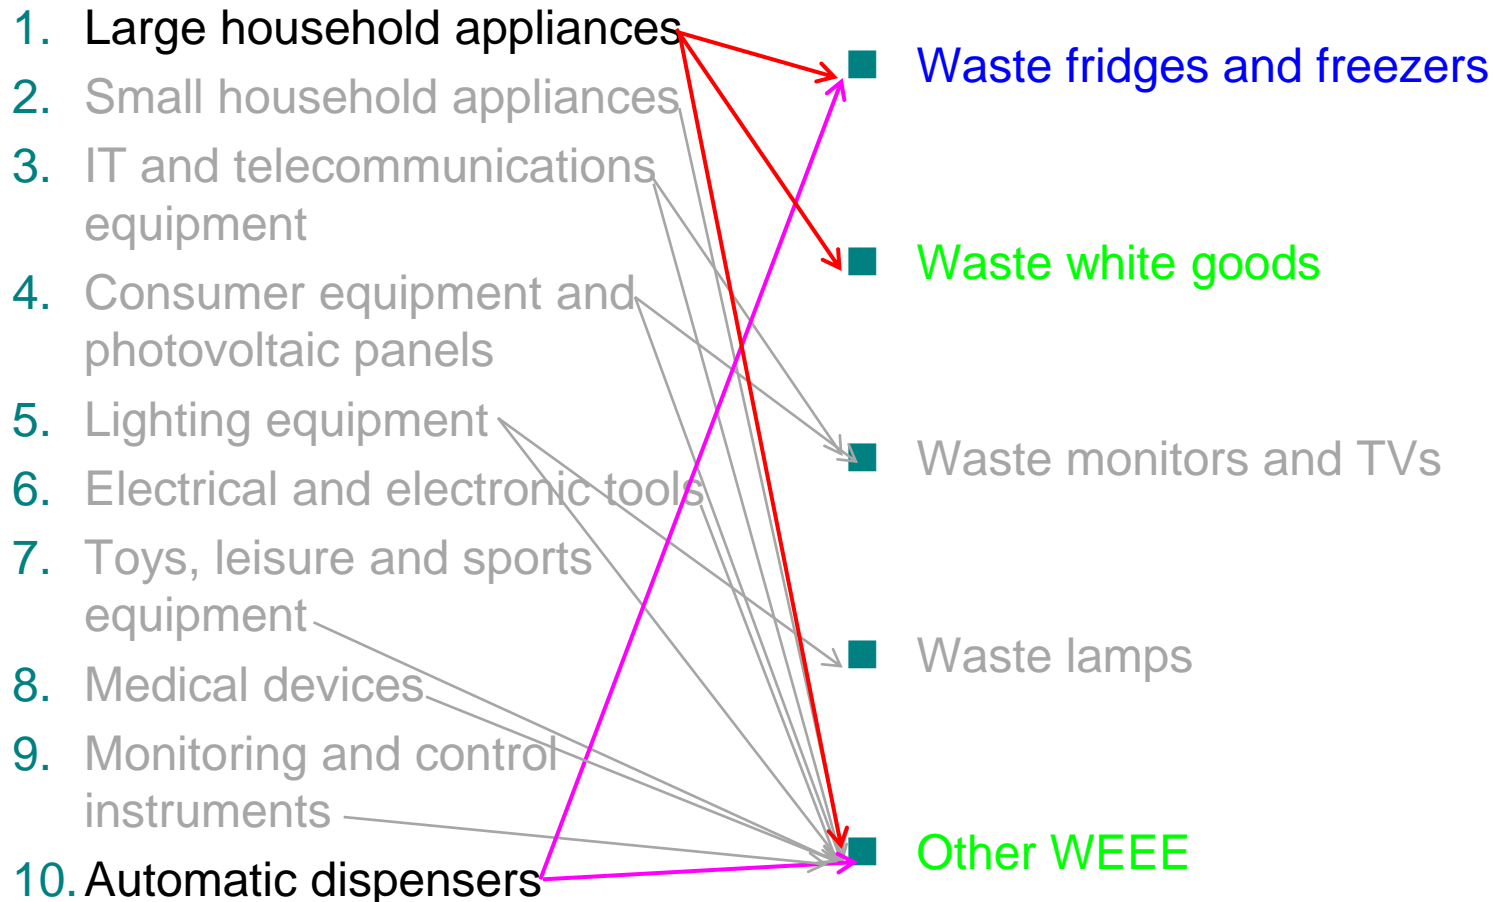 1. Large household appliances
2. Small household appliances
3. IT and telecommunications
equipment
4. Consumer equipment and
photovoltaic panels
5. Lighting equipment
6. Electrical and electronic tools
7. Toys, leisure and sports
equipment
8. Medical devices
9. Monitoring and control
instruments
10. Automatic dispensers
Waste fridges and freezers
Waste white goods
Waste monitors and TVs
Waste lamps
Other WEEE